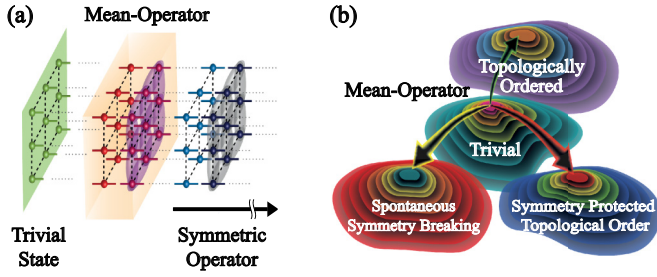 (a)
Mean-Operator
Trivial
State
Symmetric
Operator
(b)
Topologically
Ordered
Mean-Operator
Trivial
Spontaneous
Symmetry Breaking
Symmetry Protected
Topological Order